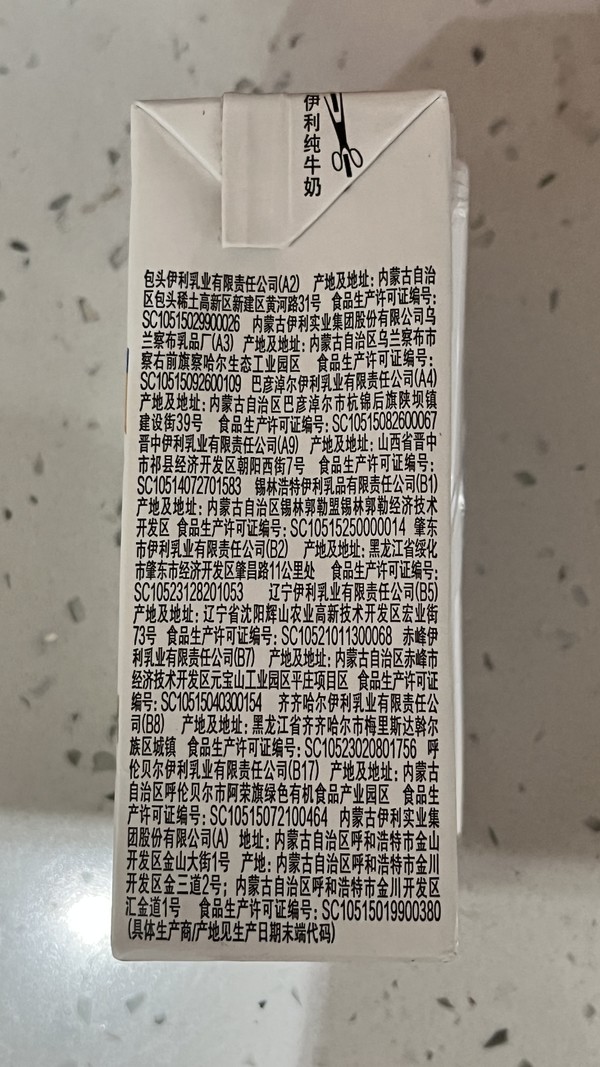 伊利纯牛奶
包头伊利乳业有限责任公司(A2) 产地及地址: 内蒙古自治
区包头稀土高新区新建区黄河路31号 食品生产许可证编号:
SC10515029900026 内蒙古伊利实业集团股份有限公司乌
兰察布乳品厂(A3) 产地及地址: 内蒙古自治区乌兰察布市
察右前旗察哈尔生态工业园区 食品生产许可证编号:
SC10515092600109 巴彦淖尔伊利乳业有限责任公司(A4)
产地及地址: 内蒙古自治区巴彦淖尔市杭锦后旗陕坝镇
建设街39号 食品生产许可证编号: SC10515082600067
晋中伊利乳业有限责任公司(A9) 产地及地址: 山西省晋中
市祁县经济开发区朝阳西街7号 食品生产许可证编号:
SC10514072701583 锡林浩特伊利乳品有限责任公司(B1)
产地及地址: 内蒙古自治区锡林郭勒盟锡林郭勒经济技术
开发区 食品生产许可证编号: SC10515250000014 肇东
市伊利乳业有限责任公司(B2) 产地及地址: 黑龙江省绥化
市肇东市经济开发区肇昌路11公里处 食品生产许可证编号:
SC10523128201053 辽宁伊利乳业有限责任公司(B5)
产地及地址: 辽宁省沈阳辉山农业高新技术开发区宏业街
73号 食品生产许可证编号: SC10521011300068 赤峰伊
利乳业有限责任公司(B7) 产地及地址: 内蒙古自治区赤峰市
经济技术开发区元宝山工业园区平庄项目区 食品生产许可证
编号: SC10515040300154 齐齐哈尔伊利乳业有限责任公
司(B8) 产地及地址: 黑龙江省齐齐哈尔市梅里斯达斡尔
族区城镇 食品生产许可证编号: SC10523020801756 呼
伦贝尔伊利乳业有限责任公司(B17) 产地及地址: 内蒙古
自治区呼伦贝尔市阿荣旗绿色有机食品产业园区 食品生
产许可证编号: SC10515072100464 内蒙古伊利实业集
团股份有限公司(A) 地址: 内蒙古自治区呼和浩特市金山
开发区金山大街1号 产地: 内蒙古自治区呼和浩特市金川
开发区金三道2号; 内蒙古自治区呼和浩特市金川开发区
汇金道1号 食品生产许可证编号: SC10515019900380
(具体生产商/产地见生产日期末端代码)